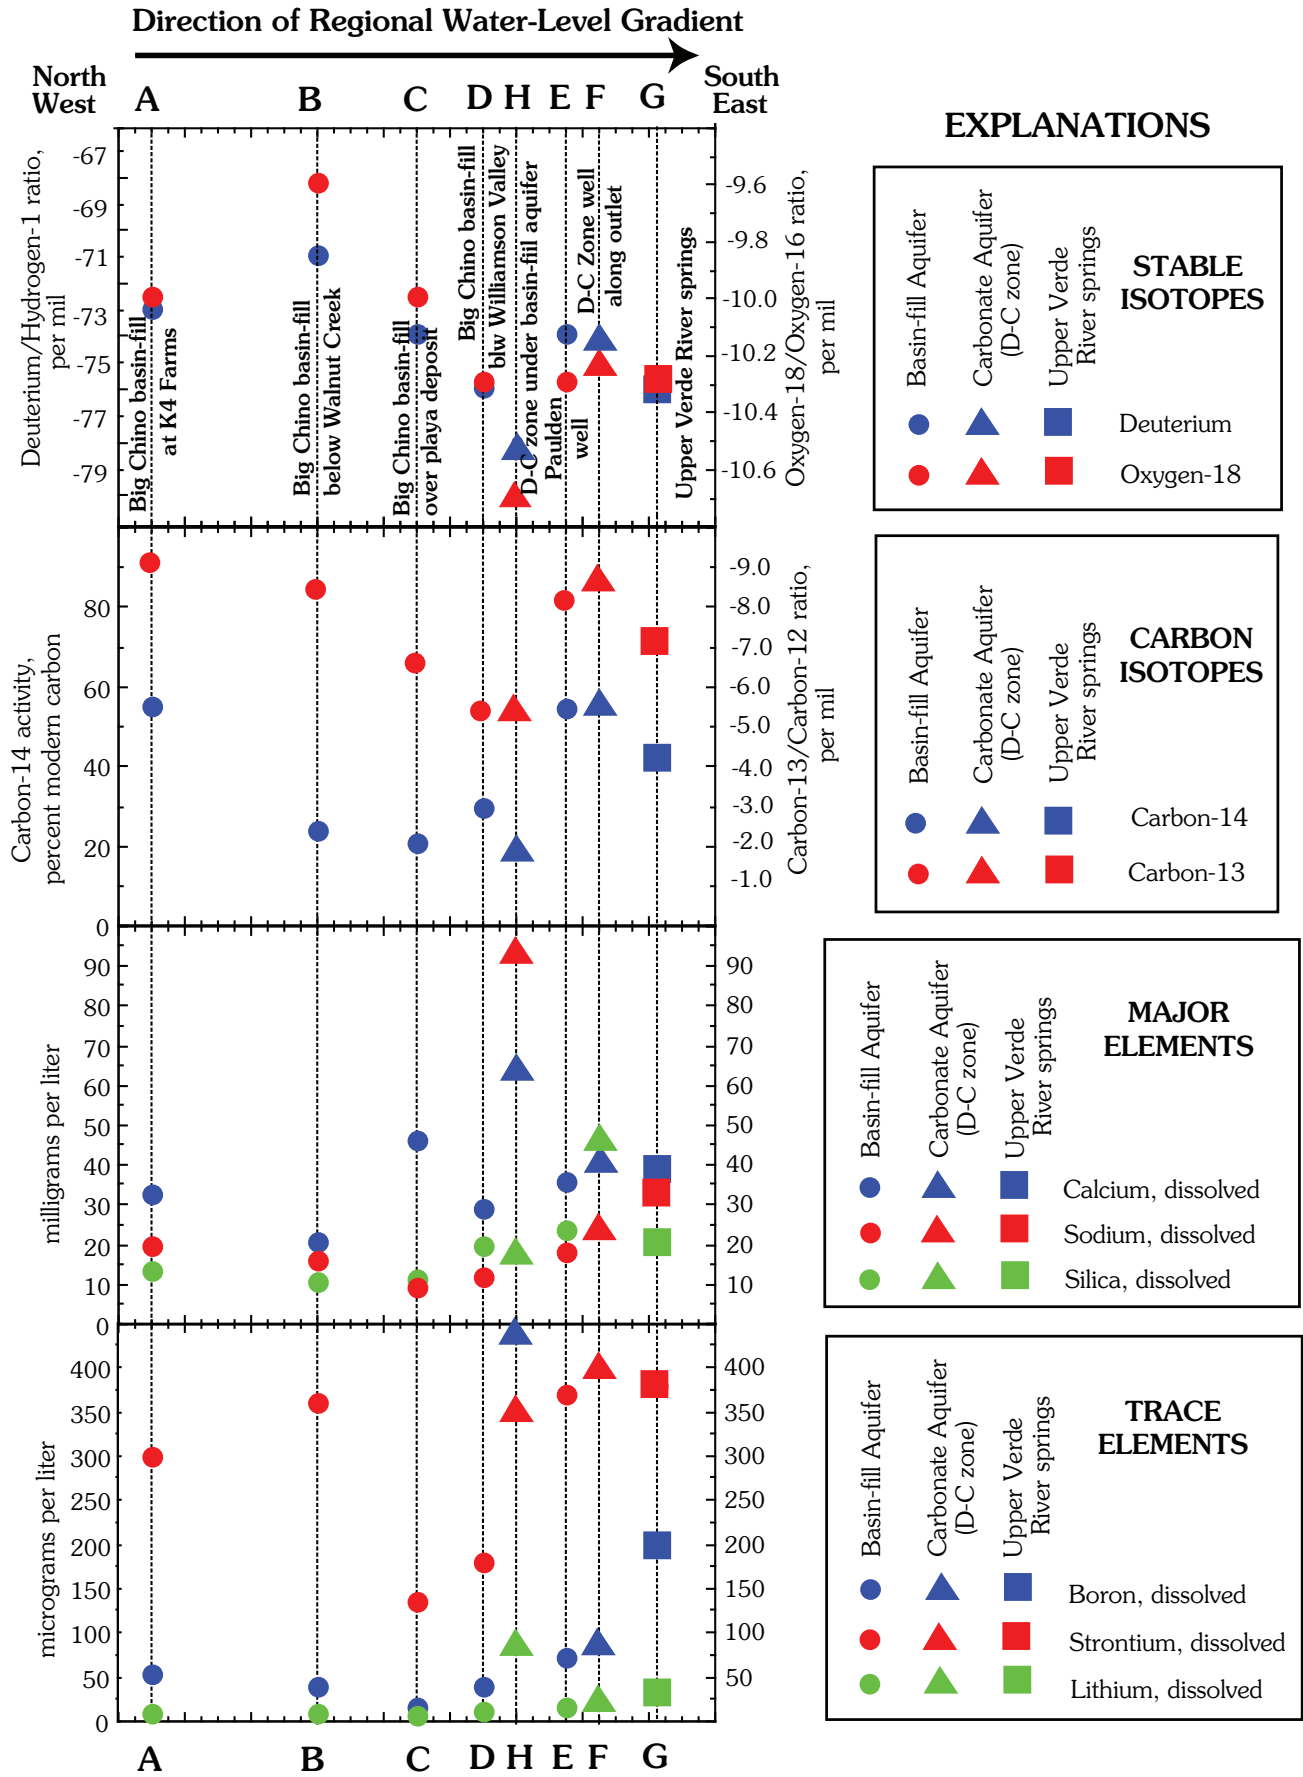 Direction of Regional Water-Level Gradient
North
West
South
East
A
B
C
D
H
E
F
G
Deuterium/Hydrogen-1 ratio,
per mil
-67
-69
-71
-73
-75
-77
-79
Big Chino basin-fill
at K4 Farms
Big Chino basin-fill
below Walnut Creek
Big Chino basin-fill
over playa deposit
Big Chino basin-fill
blw Williamson Valley
D-C zone under basin-fiil aquifer
Paulden
well
D-C Zone well
along outlet
Upper Verde River springs
-9.6
-9.8
-10.0
-10.2
-10.4
-10.6
Oxygen-18/Oxygen-16 ratio,
per mil
Carbon-14 activity,
percent modern carbon
80
60
40
20
0
-9.0
-8.0
-7.0
-6.0
-5.0
-4.0
-3.0
-2.0
-1.0
Carbon-13/Carbon-12 ratio,
per mil
milligrams per liter
90
80
70
60
50
40
30
20
10
0
90
80
70
60
50
40
30
20
10
micrograms per liter
400
350
300
250
200
150
100
50
0
400
350
300
250
200
150
100
50
A
B
C
D
H
E
F
G
EXPLANATIONS
Basin-fill Aquifer
Carbonate Aquifer
(D-C zone)
Upper Verde
River springs
STABLE
ISOTOPES
Deuterium
Oxygen-18
Basin-fill Aquifer
Carbonate Aquifer
(D-C zone)
Upper Verde
River springs
CARBON
ISOTOPES
Carbon-14
Carbon-13
Basin-fill Aquifer
Carbonate Aquifer
(D-C zone)
Upper Verde
River springs
MAJOR
ELEMENTS
Calcium, dissolved
Sodium, dissolved
Silica, dissolved
Basin-fill Aquifer
Carbonate Aquifer
(D-C zone)
Upper Verde
River springs
TRACE
ELEMENTS
Boron, dissolved
Strontium, dissolved
Lithium, dissolved